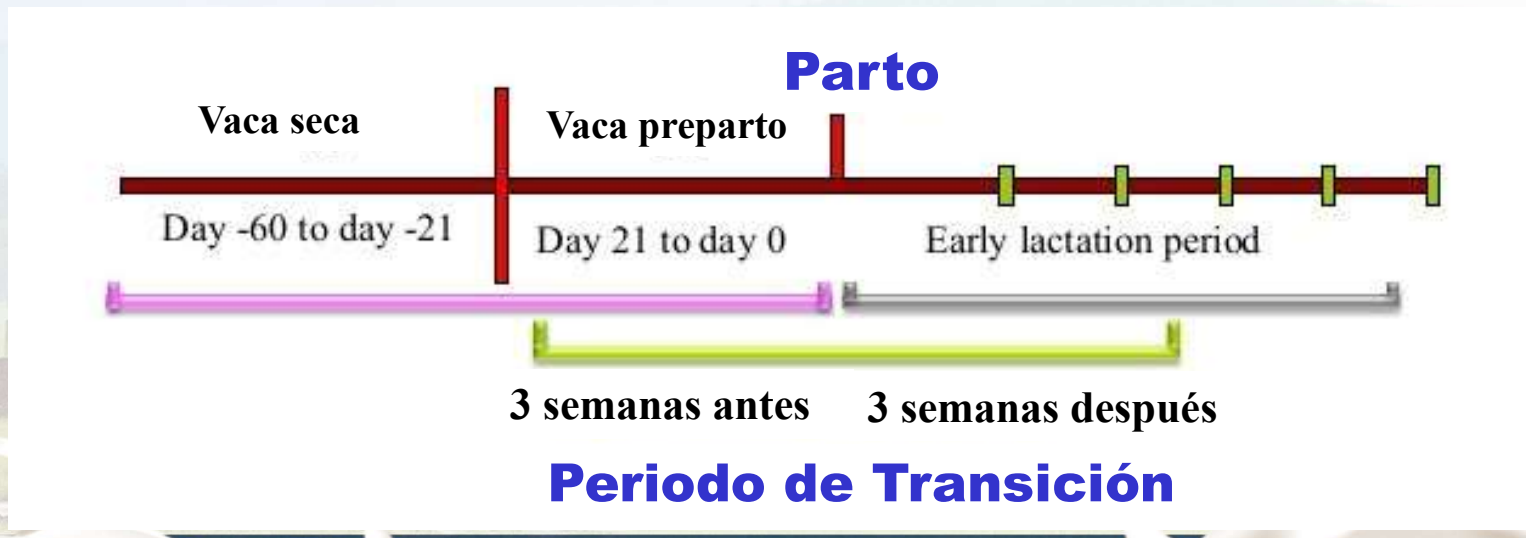 Parto
Vaca seca
Vaca preparto
Day -60 to day -21
Day 21 to day 0
Early lactation period
3 semanas antes
3 semanas después
Periodo de Transición